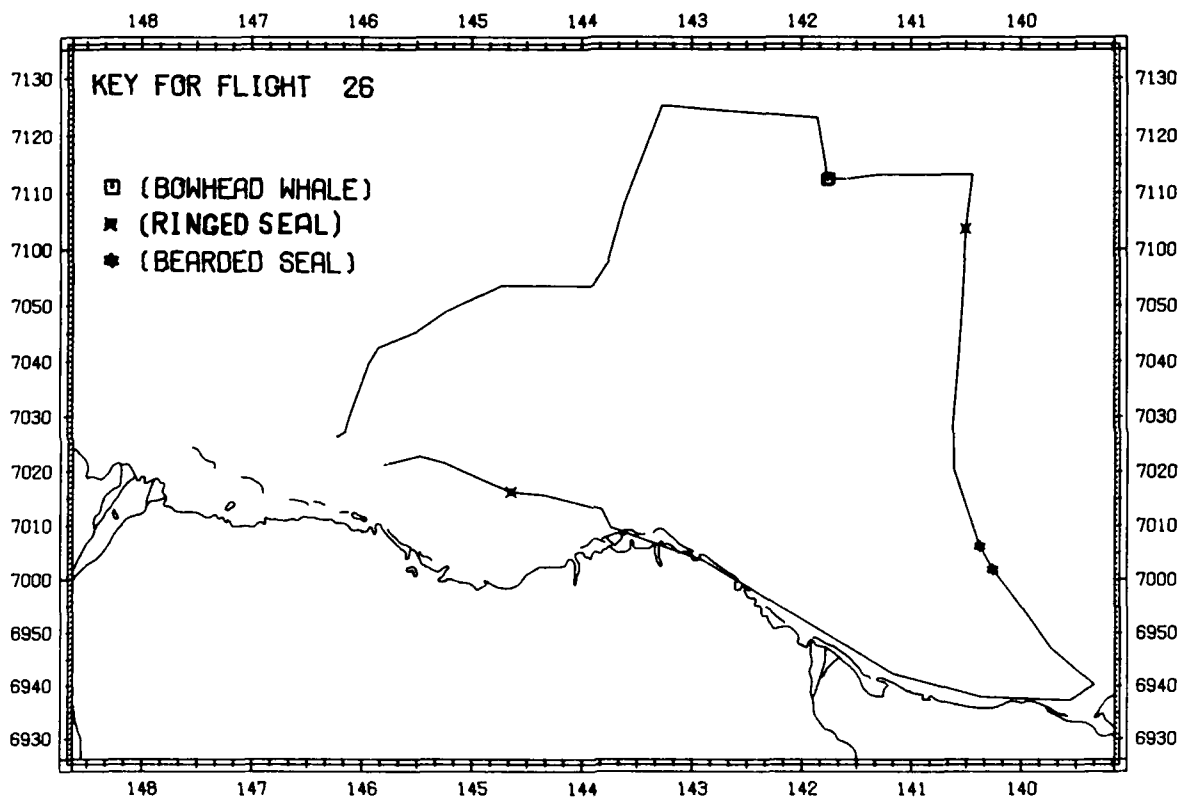 148 147 146 145 144 143 142 141 140
KEY FOR FLIGHT 26
(BOWHEAD WHALE)
(RINGED SEAL)
(BEARDED SEAL)
7130 7130
7120 7120
7110 7110
7100 7100
7050 7050
7040 7040
7030 7030
7020 7020
7010 7010
7000 7000
6950 6950
6940 6940
6930 6930
148 147 146 145 144 143 142 141 140